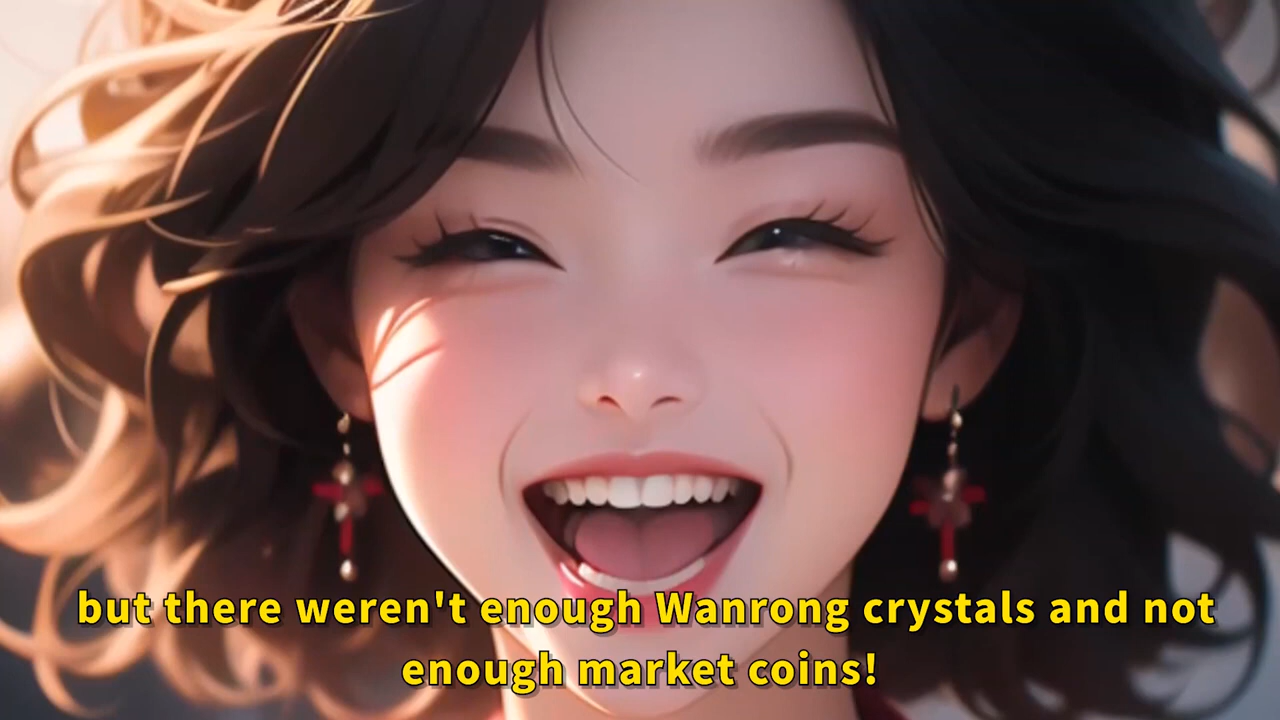 but there weren't enough Wanrong crystals and not
enough market coins!